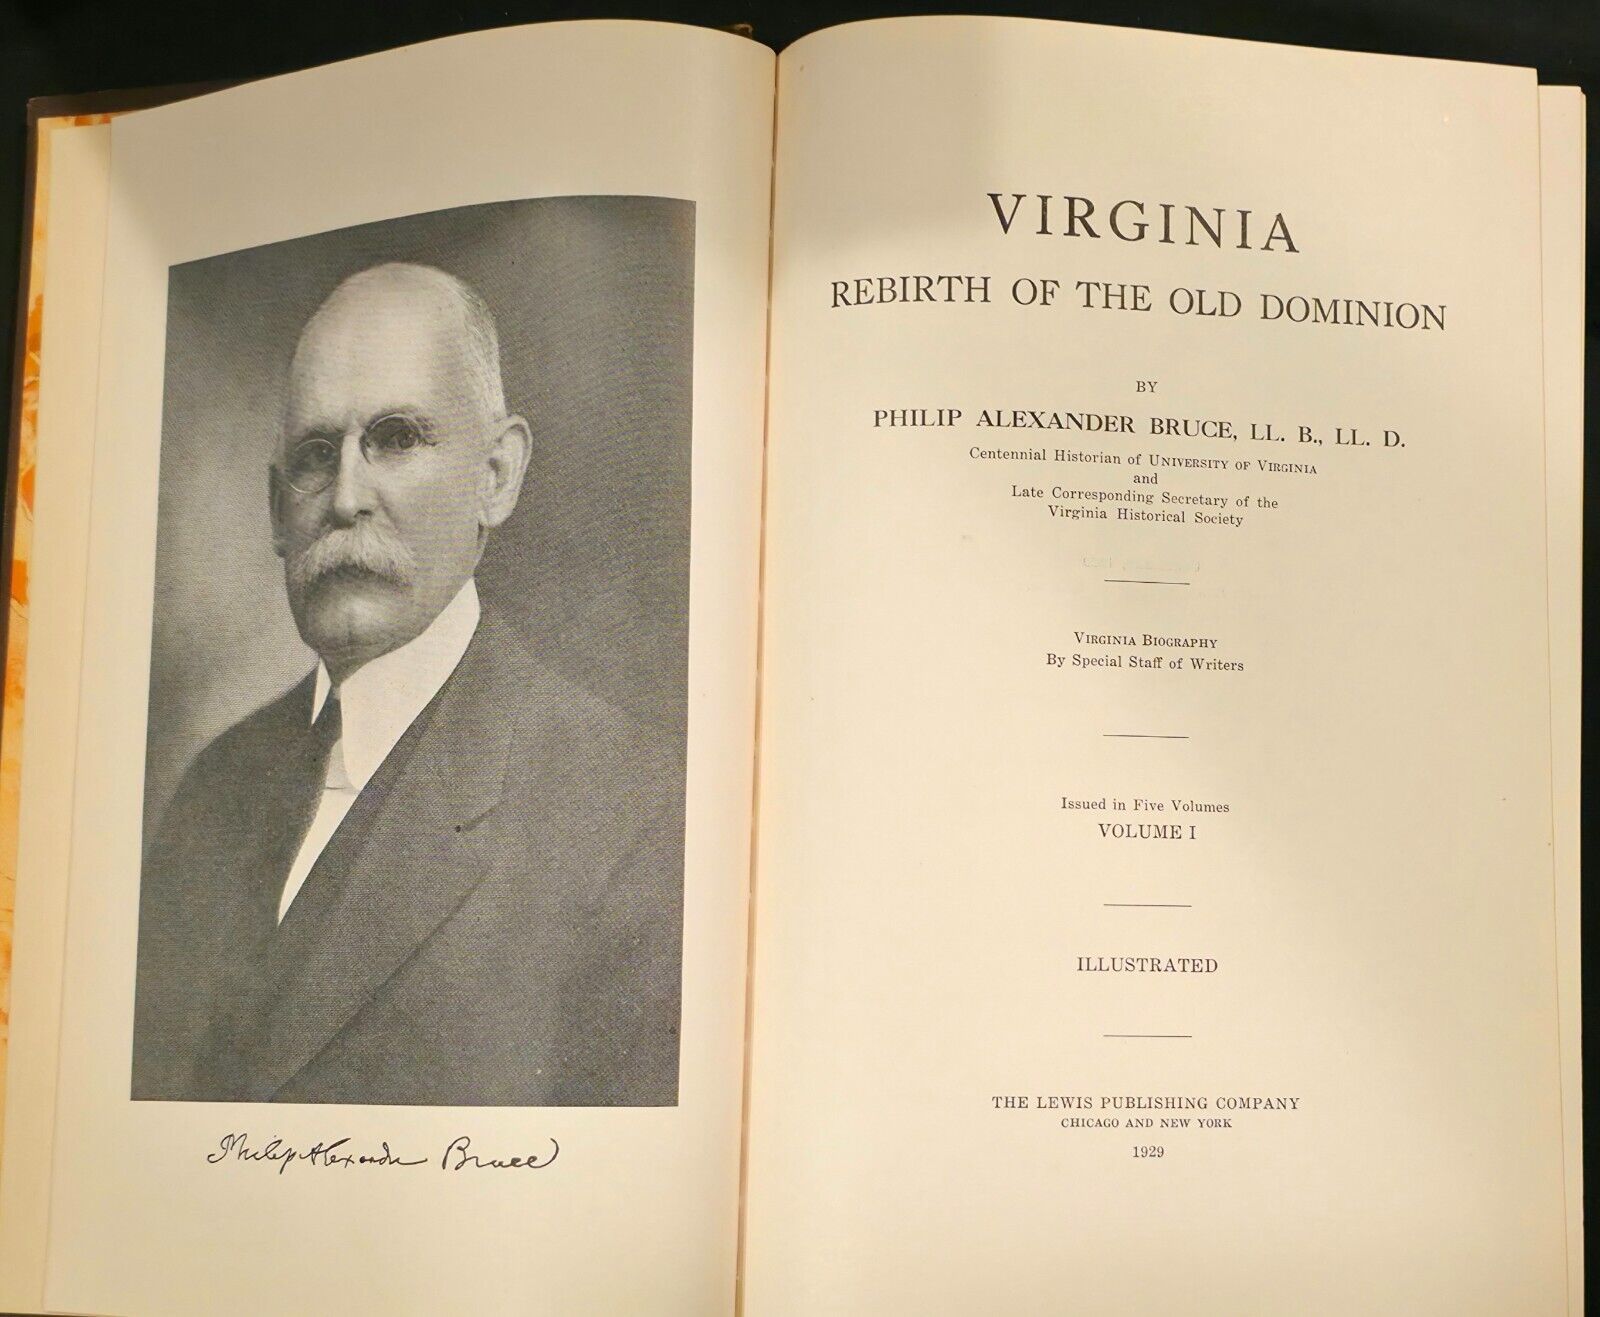 Philip Alexander Bruce
VIRGINIA
REBIRTH OF THE OLD DOMINION
BY
PHILIP ALEXANDER BRUCE, LL. B., LL. D.
Centennial Historian of UNIVERSITY OF VIRGINIA
and
Late Corresponding Secretary of the
Virginia Historical Society
VIRGINIA BIOGRAPHY
By Special Staff of Writers
Issued in Five Volumes
VOLUME I
ILLUSTRATED
THE LEWIS PUBLISHING COMPANY
CHICAGO AND NEW YORK
1929